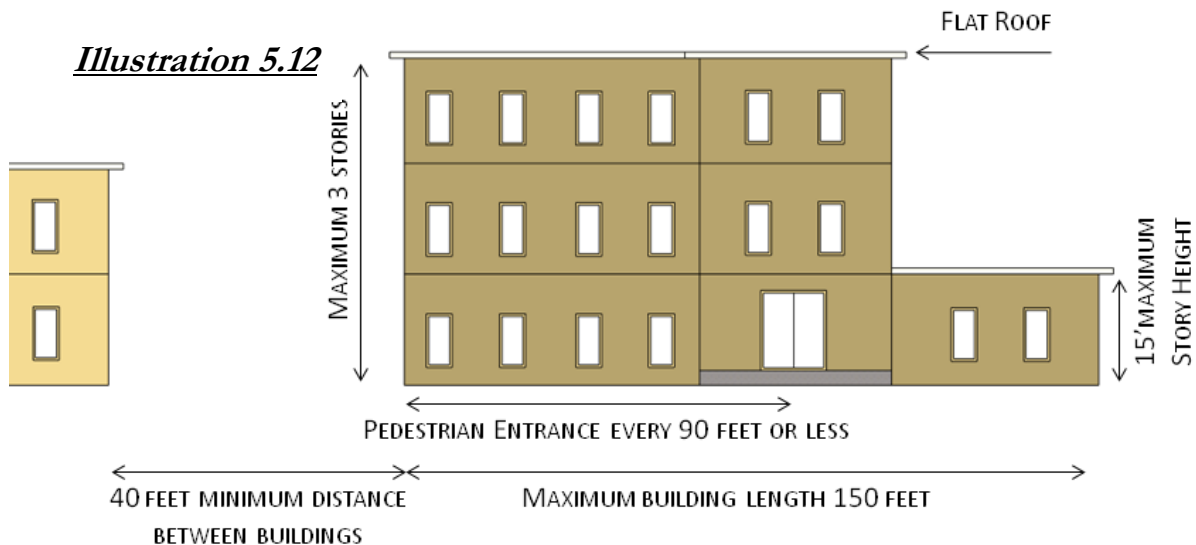 FLAT ROOF
Illustration 5.12
MAXIMUM 3 STORIES
15'MAXIMUM
STORY HEIGHT
PEDESTRIAN ENTRANCE EVERY 90 FEET OR LESS
40 FEET MINIMUM DISTANCE
BETWEEN BUILDINGS
MAXIMUM BUILDING LENGTH 150 FEET